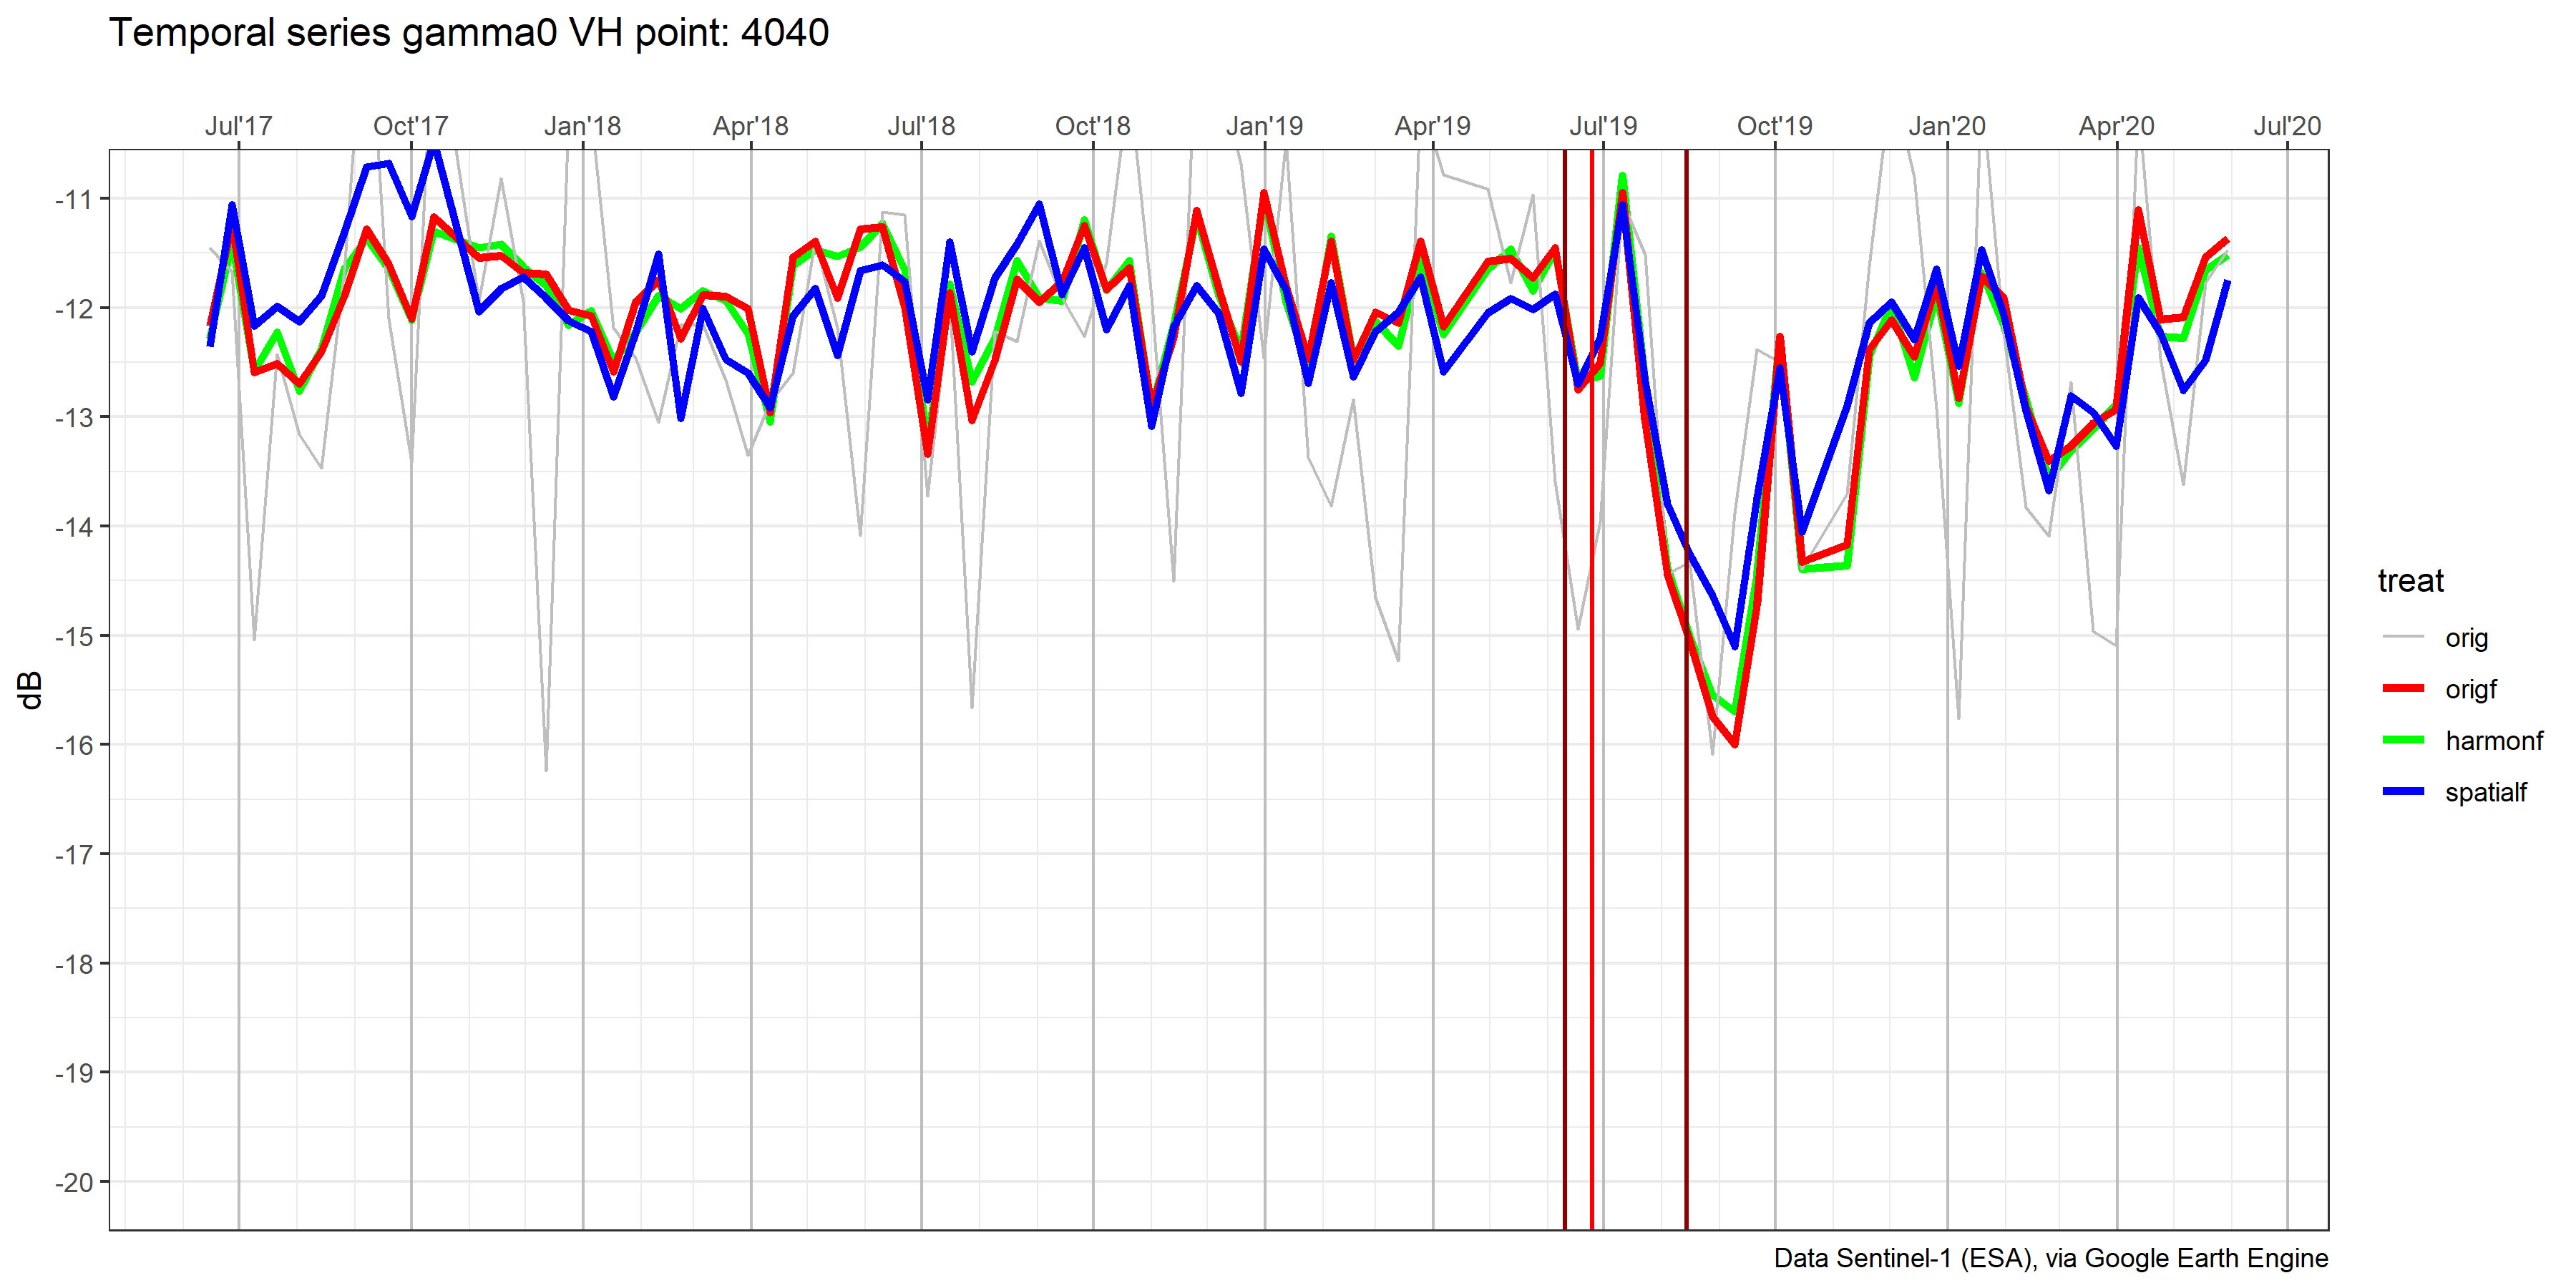 Temporal series gamma0 VH point: 4040
Jul'17 Oct'17 Jan'18 Apr'18 Jul'18 Oct'18 Jan'19 Apr'19 Jul'19 Oct'19 Jan'20 Apr'20 Jul'20
-11
-12
-13
-14
-15
-16
-17
-18
-19
-20
dB
treat
orig
origf
harmonf
spatialf
Data Sentinel-1 (ESA), via Google Earth Engine